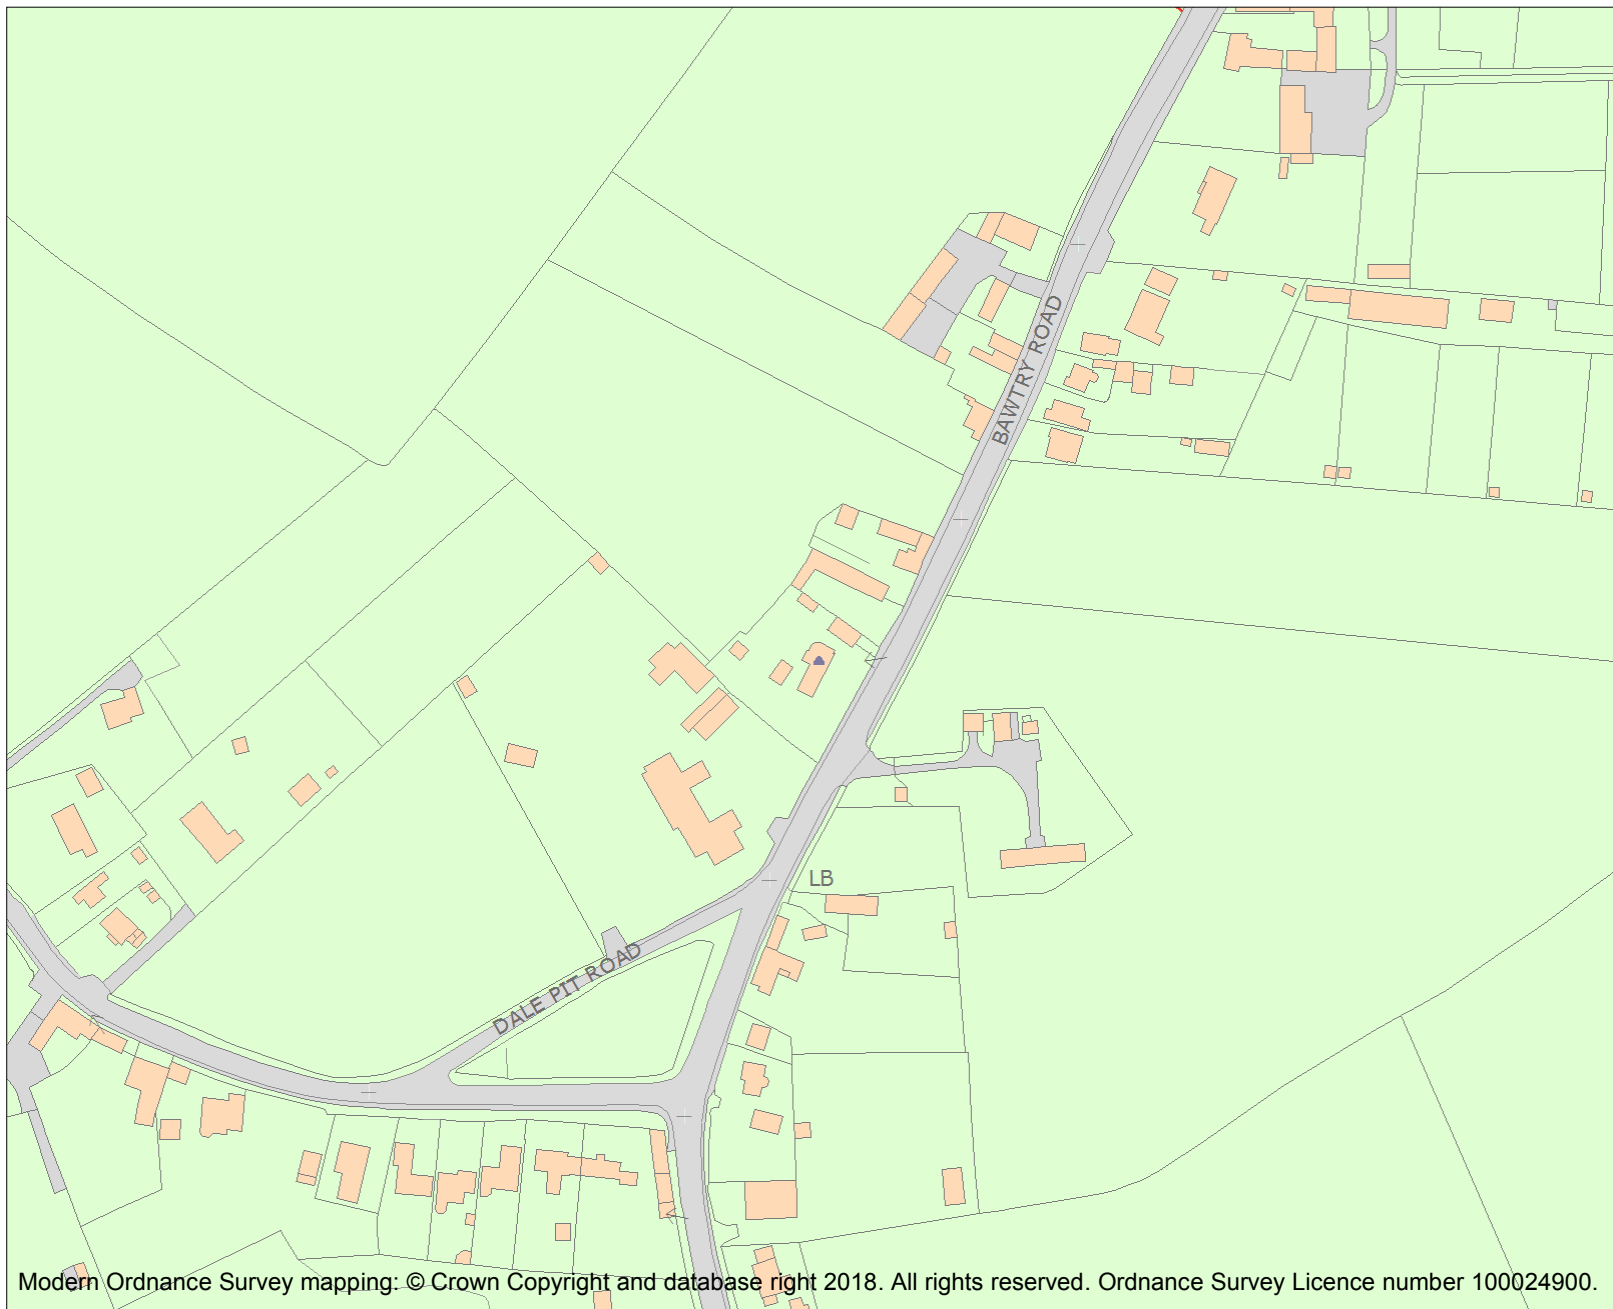 BAWTRY ROAD
LB
DALE PIT ROAD
Modern Ordnance Survey mapping: © Crown Copyright and database right 2018. All rights reserved. Ordnance Survey Licence number 100024900.